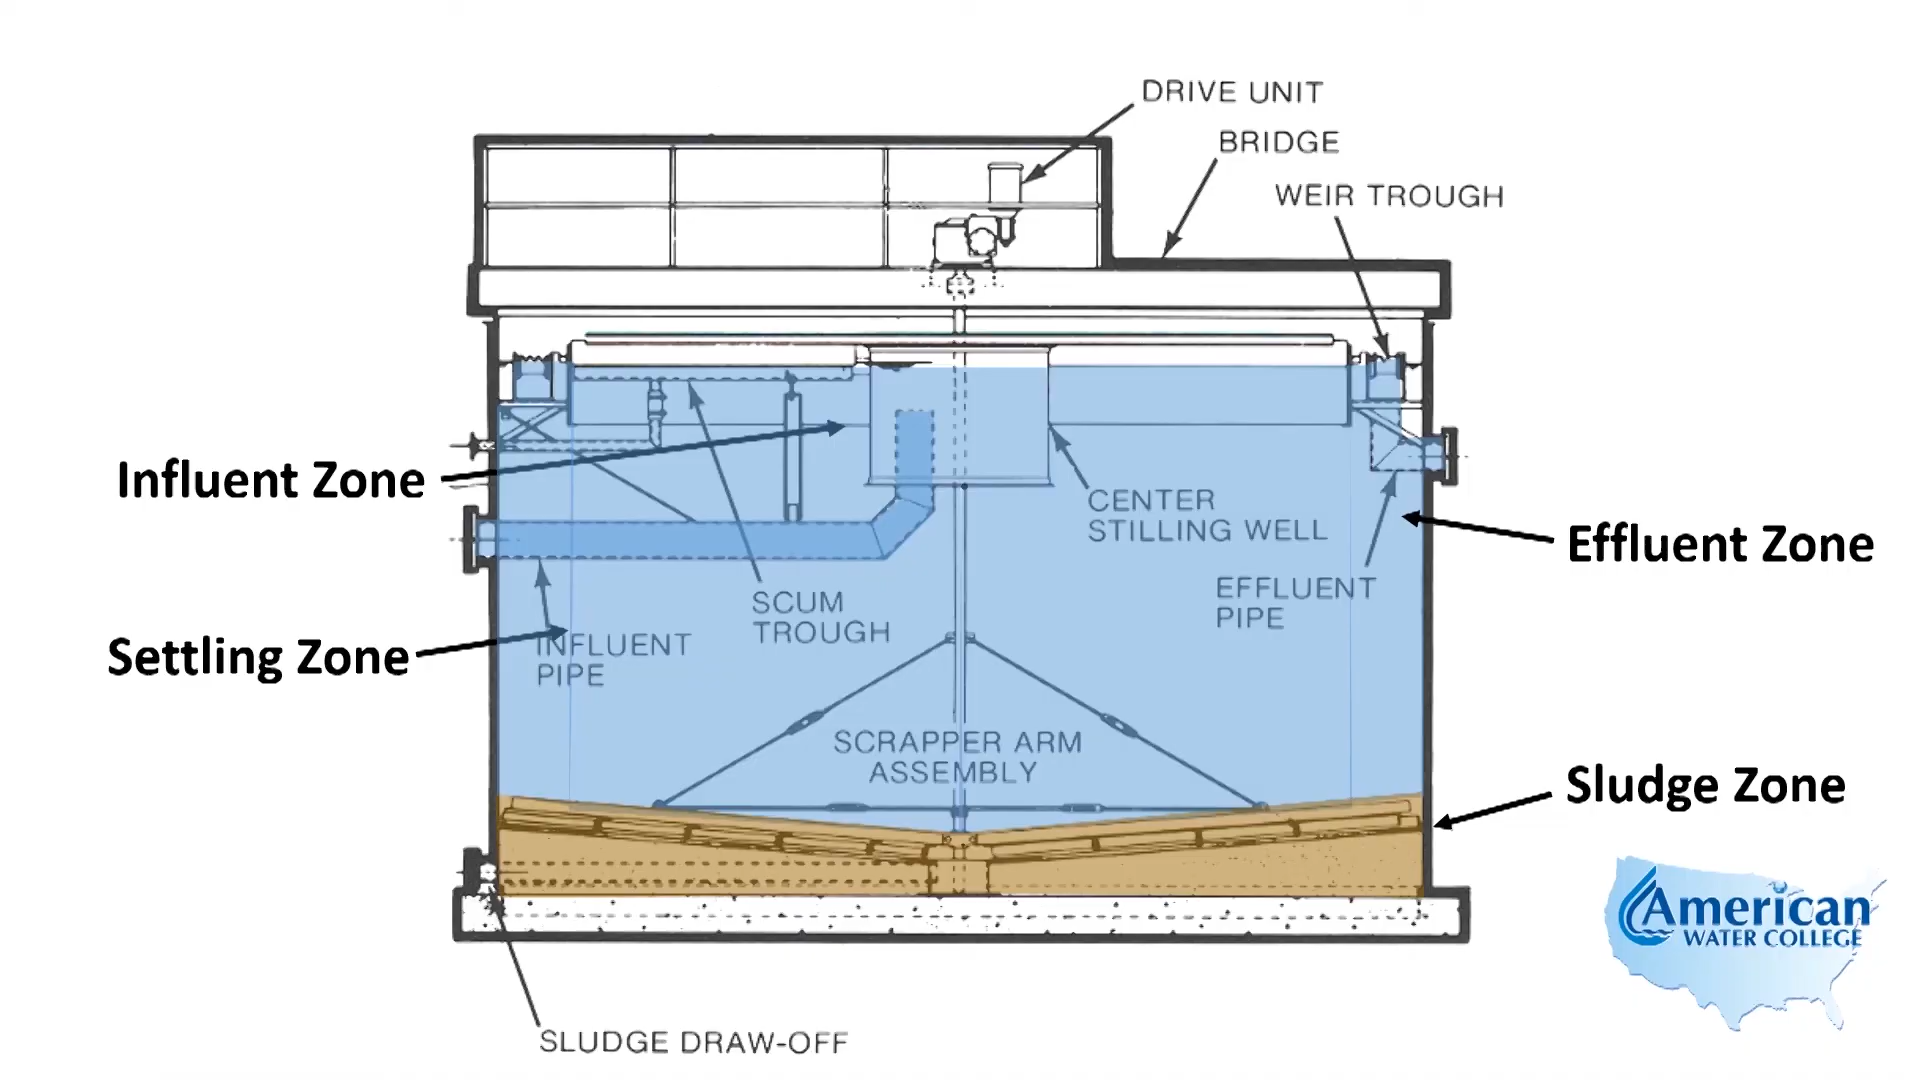 DRIVE UNIT
BRIDGE
WEIR TROUGH
Influent Zone
CENTER
STILLING WELL
Effluent Zone
EFFLUENT
PIPE
SCUM
TROUGH
INFLUENT
PIPE
Settling Zone
SCRAPPER ARM
ASSEMBLY
Sludge Zone
American
WATER COLLEGE
SLUDGE DRAW-OFF